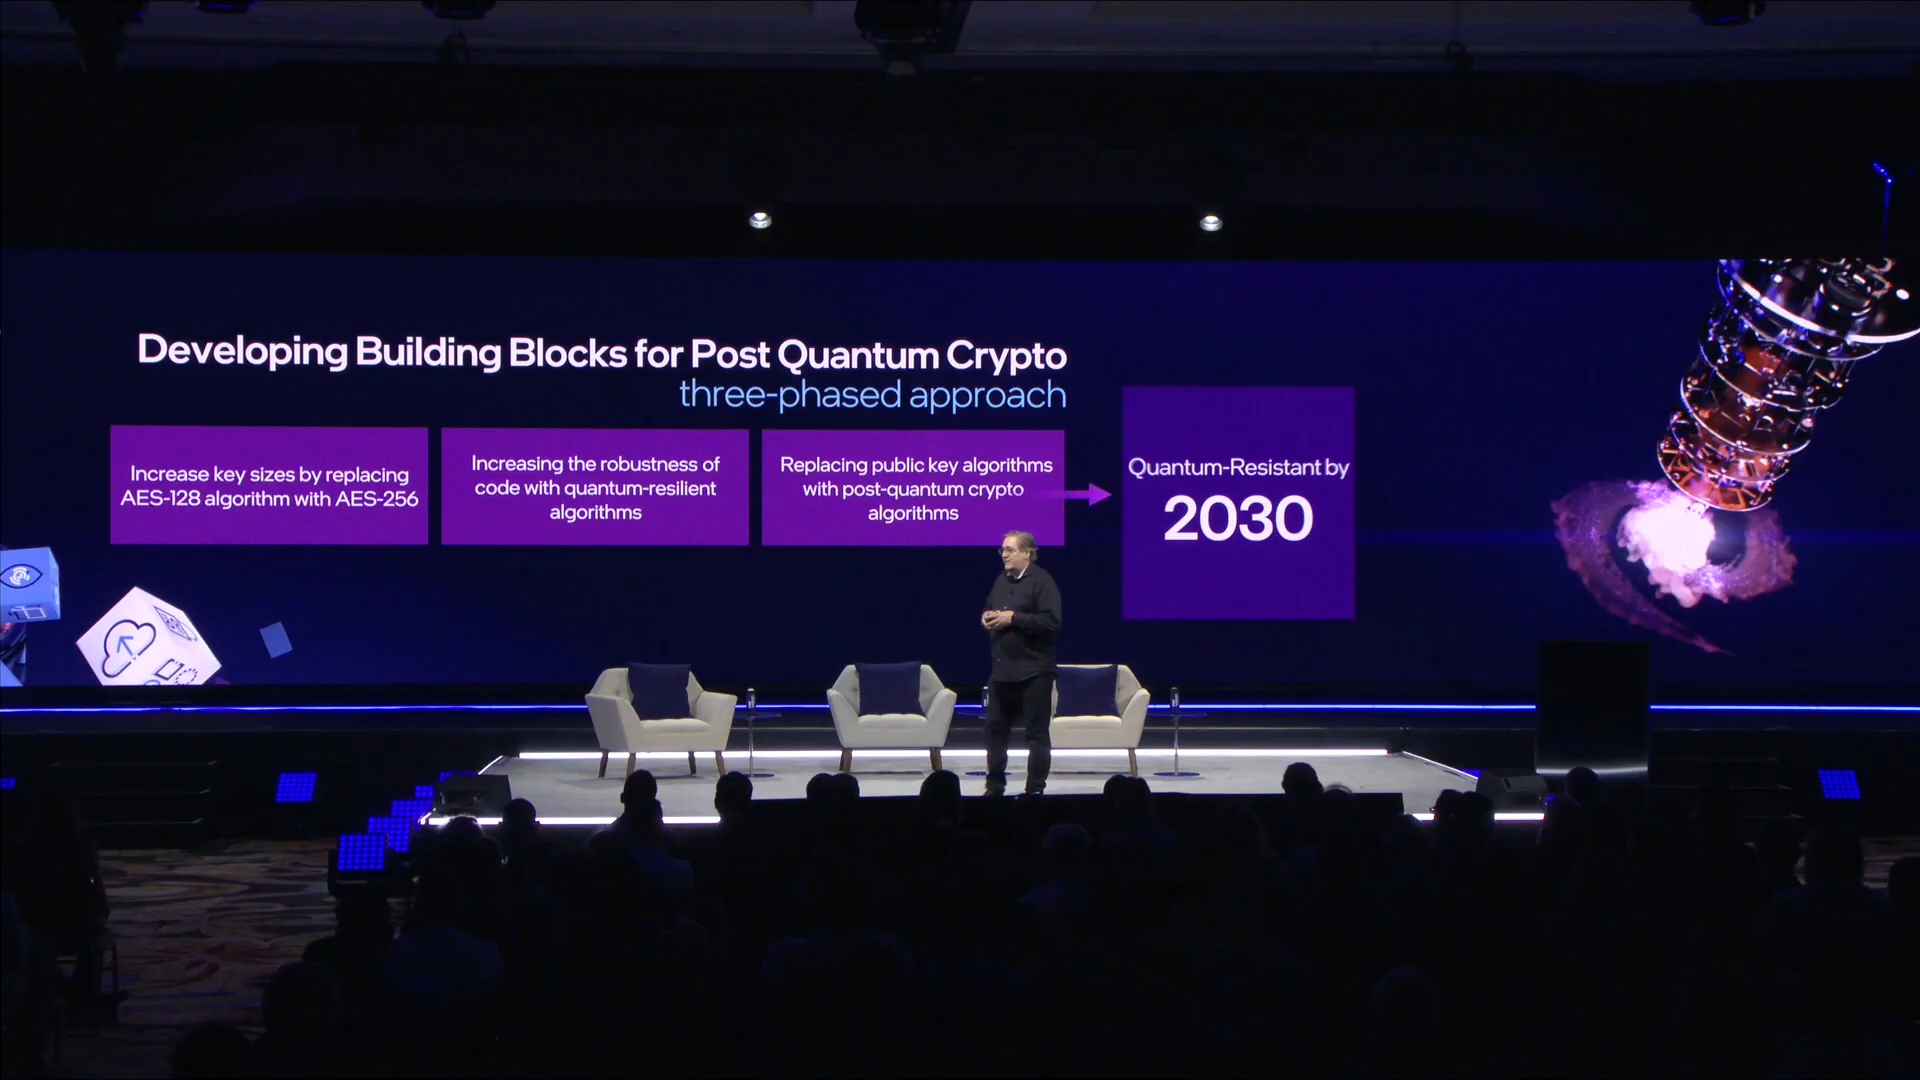 Developing Building Blocks for Post Quantum Crypto
three-phased approach
Increase key sizes by replacing
AES-128 algorithm with AES-256
Increasing the robustness of
code with quantum-resilient
algorithms
Replacing public key algorithms
with post-quantum crypto
algorithms
Quantum-Resistant by
2030